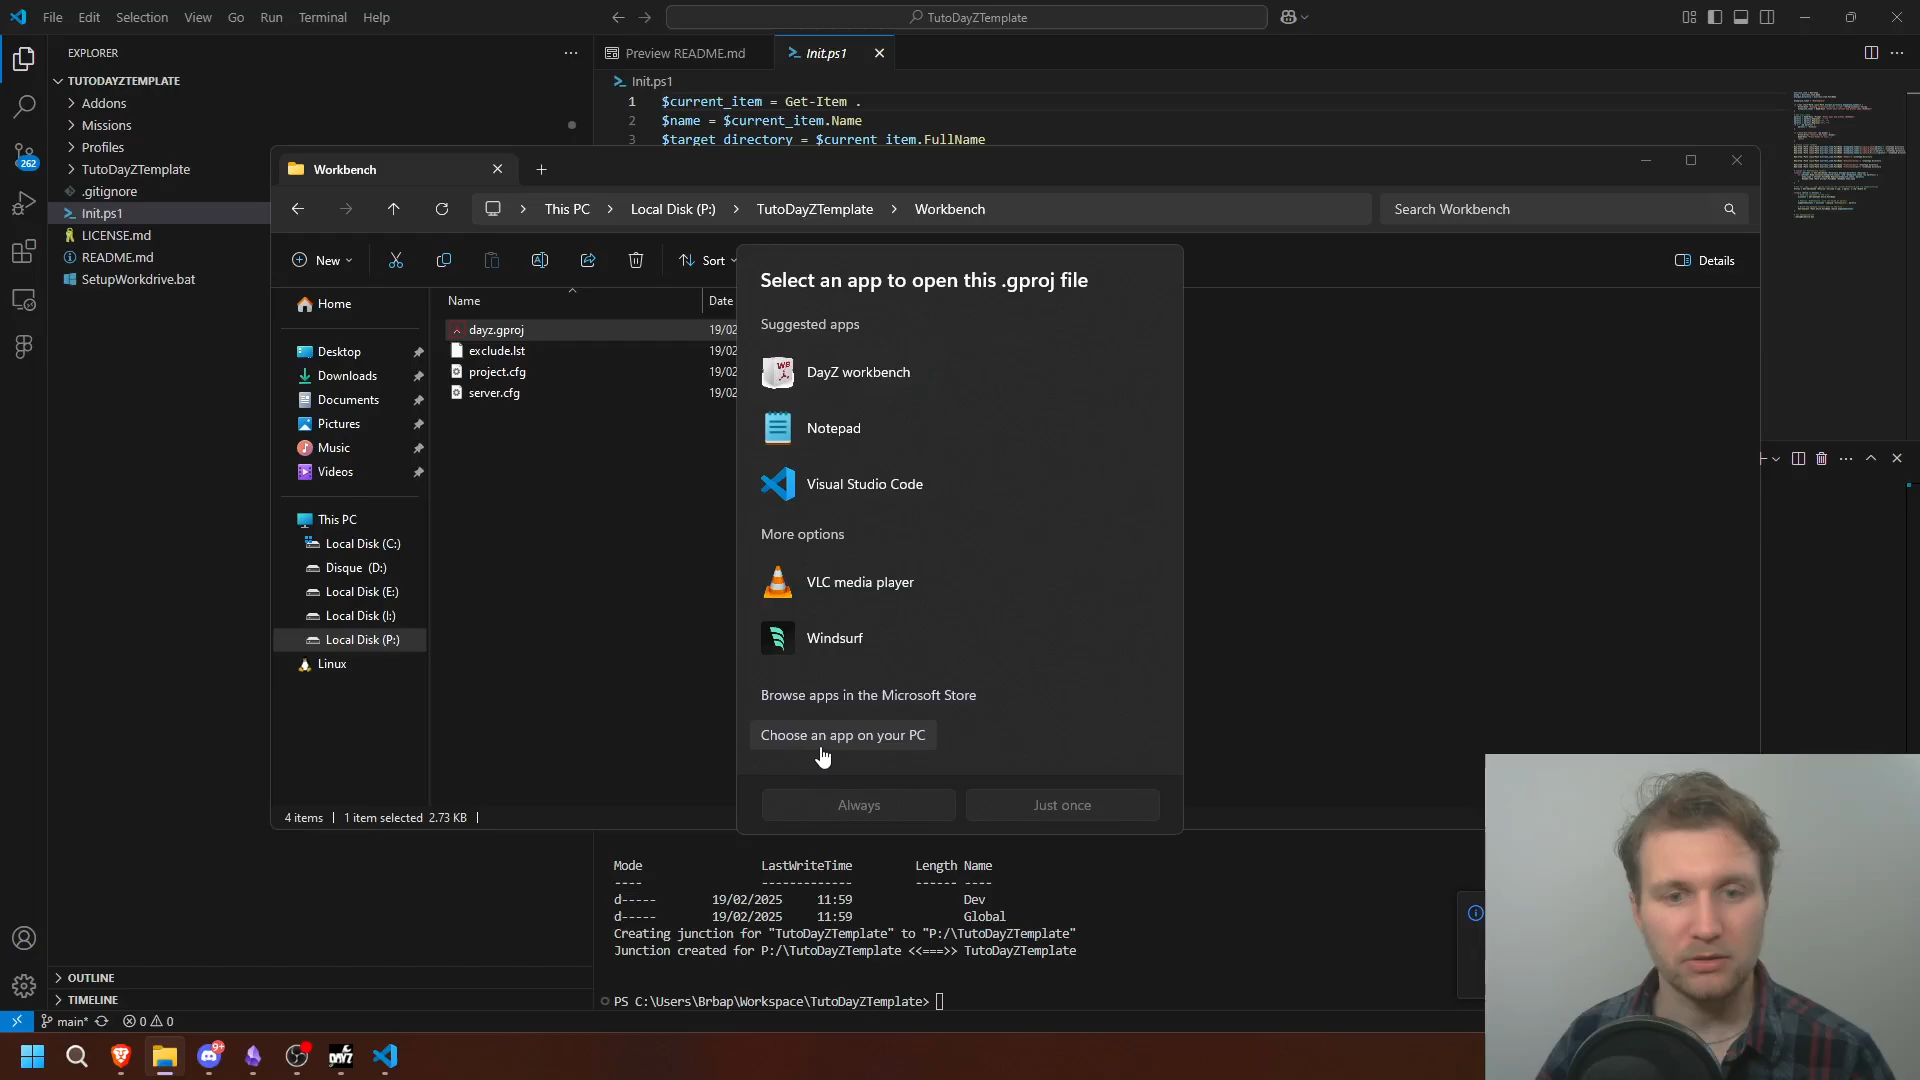 File Edit Selection View Go Run Terminal Help
TutoDayZTemplate
EXPLORER
Preview README.md
Init.ps1
TUTODAYZTEMPLATE
Addons
Missions
Profiles
TutoDayZTemplate
.gitignore
Init.ps1
LICENSE.md
README.md
SetupWorkdrive.bat
262
Init.ps1
1 $current_item = Get-Item .
2 $name = $current_item.Name
3 $target_directory = $current_item.FullName
Workbench
This PC > Local Disk (P:) > TutoDayZTemplate > Workbench
Search Workbench
New
Sort
Details
Home
Desktop
Downloads
Documents
Pictures
Music
Videos
This PC
Local Disk (C:)
Disque (D:)
Local Disk (E:)
Local Disk (I:)
Local Disk (P:)
Linux
Name
Date
dayz.gproj 19/02
exclude.lst 19/02
project.cfg 19/02
server.cfg 19/02
4 items 1 item selected 2.73 KB
Select an app to open this .gproj file
Suggested apps
WB
DayZ workbench
Notepad
Visual Studio Code
More options
VLC media player
Windsurf
Browse apps in the Microsoft Store
Choose an app on your PC
Always
Just once
Mode LastWriteTime Length Name
---- ------------- ------ ----
d----- 19/02/2025 11:59 Dev
d----- 19/02/2025 11:59 Global
Creating junction for "TutoDayZTemplate" to "P:/\TutoDayZTemplate"
Junction created for P:/\TutoDayZTemplate <<===>> TutoDayZTemplate
PS C:\Users\Brbap\Workspace\TutoDayZTemplate>
OUTLINE
TIMELINE
main*
0 0
9+
DAYZ